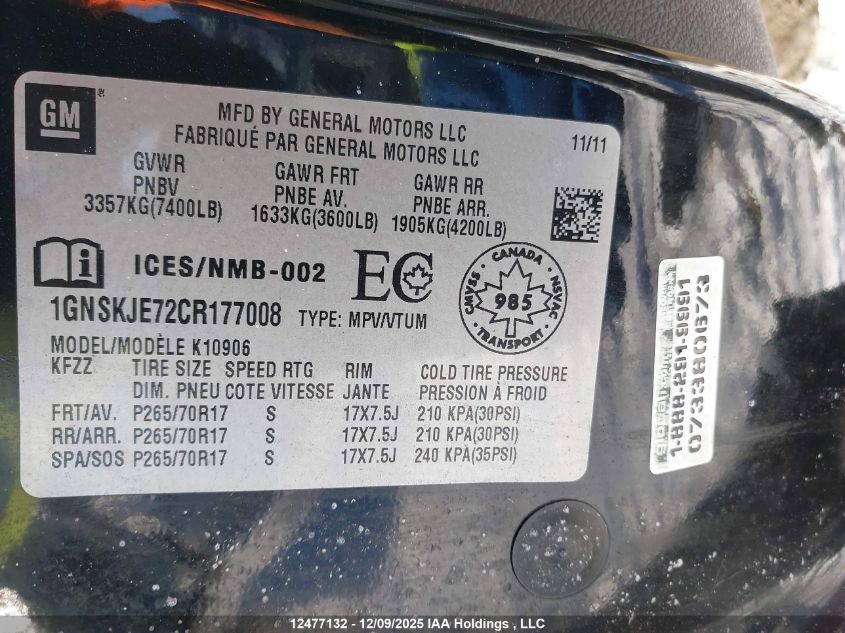 GM
MFD BY GENERAL MOTORS LLC
FABRIQUÉ PAR GENERAL MOTORS LLC
11/11
GVWR GAWR FRT GAWR RR
PNBV PNBE AV. PNBE ARR.
3357KG(7400LB) 1633KG(3600LB) 1905KG(4200LB)
i ICES/NMB-002 EC
CANADA
CMVSS NSVAC
985
TRANSPORT
1GNSKJE72CR177008 TYPE: MPV/VTUM
MODEL/MODÈLE K10906
KFZZ TIRE SIZE SPEED RTG RIM COLD TIRE PRESSURE
DIM. PNEU COTE VITESSE JANTE PRESSION À FROID
FRT/AV. P265/70R17 S 17X7.5J 210 KPA(30PSI)
RR/ARR. P265/70R17 S 17X7.5J 210 KPA(30PSI)
SPA/SOS P265/70R17 S 17X7.5J 240 KPA(35PSI)
1-888-291-9991
12477132 - 12/09/2025 IAA Holdings , LLC